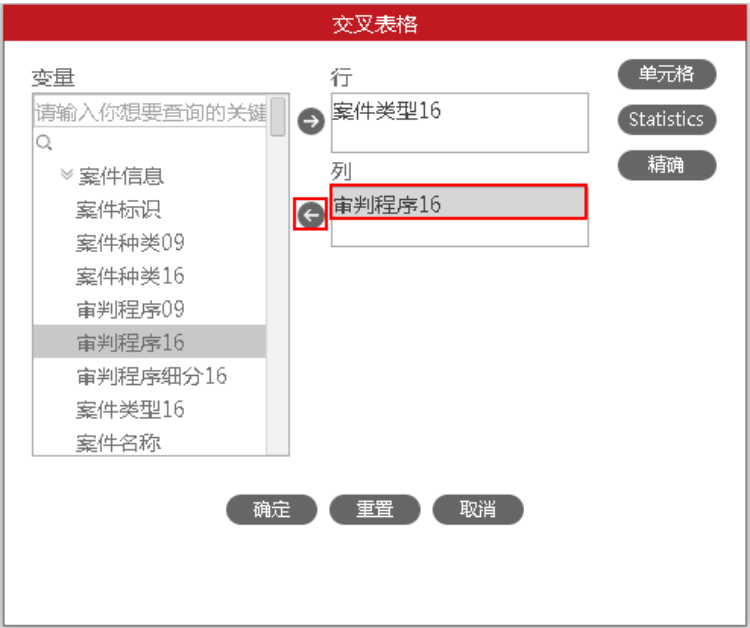 交叉表格
变量
请输入你想要查询的关键
案件信息
案件标识
案件种类09
案件种类16
审判程序09
审判程序16
审判程序细分16
案件类型16
案件名称
行
案件类型16
列
审判程序16
单元格
Statistics
精确
确定
重置
取消